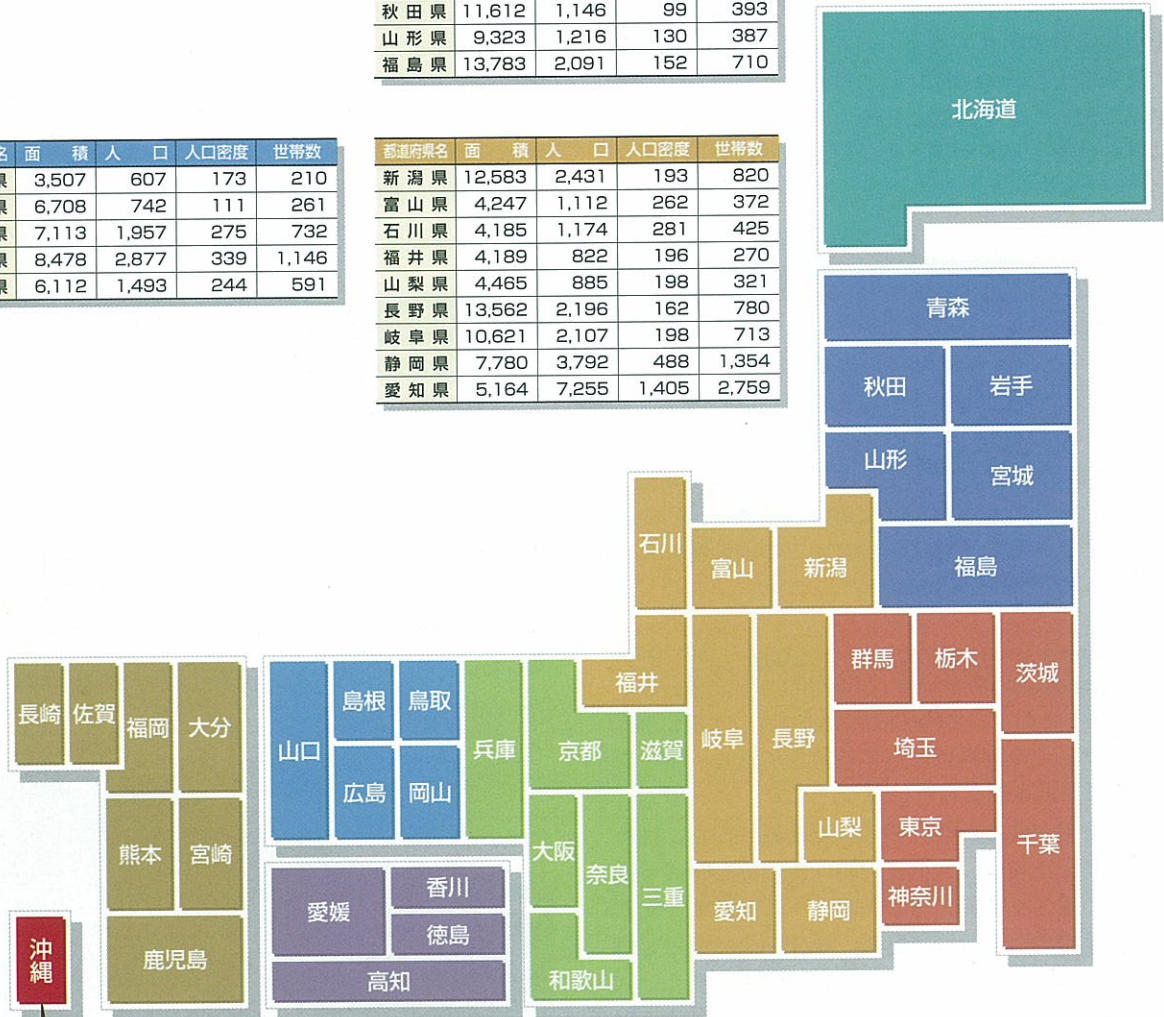 秋田県 11,612 1,146 99 393
山形県 9,323 1,216 130 387
福島県 13,783 2,091 152 710
名 面積 人口 人口密度 世帯数
県 3,507 607 173 210
県 6,708 742 111 261
県 7,113 1,957 275 732
県 8,478 2,877 339 1,146
県 6,112 1,493 244 591
都道府県名 面積 人口 人口密度 世帯数
新潟県 12,583 2,431 193 820
富山県 4,247 1,112 262 372
石川県 4,185 1,174 281 425
福井県 4,189 822 196 270
山梨県 4,465 885 198 321
長野県 13,562 2,196 162 780
岐阜県 10,621 2,107 198 713
静岡県 7,780 3,792 488 1,354
愛知県 5,164 7,255 1,405 2,759
北海道
青森
秋田 岩手
山形 宮城
石川 富山 新潟 福島
群馬 栃木 茨城
福井
長崎 佐賀 福岡 大分
山口 島根 鳥取 兵庫 京都 滋賀 岐阜 長野 埼玉
広島 岡山
熊本 宮崎 大阪 奈良 三重 山梨 東京 千葉
愛媛 香川 愛知 静岡 神奈川
徳島
沖縄 鹿児島 高知 和歌山